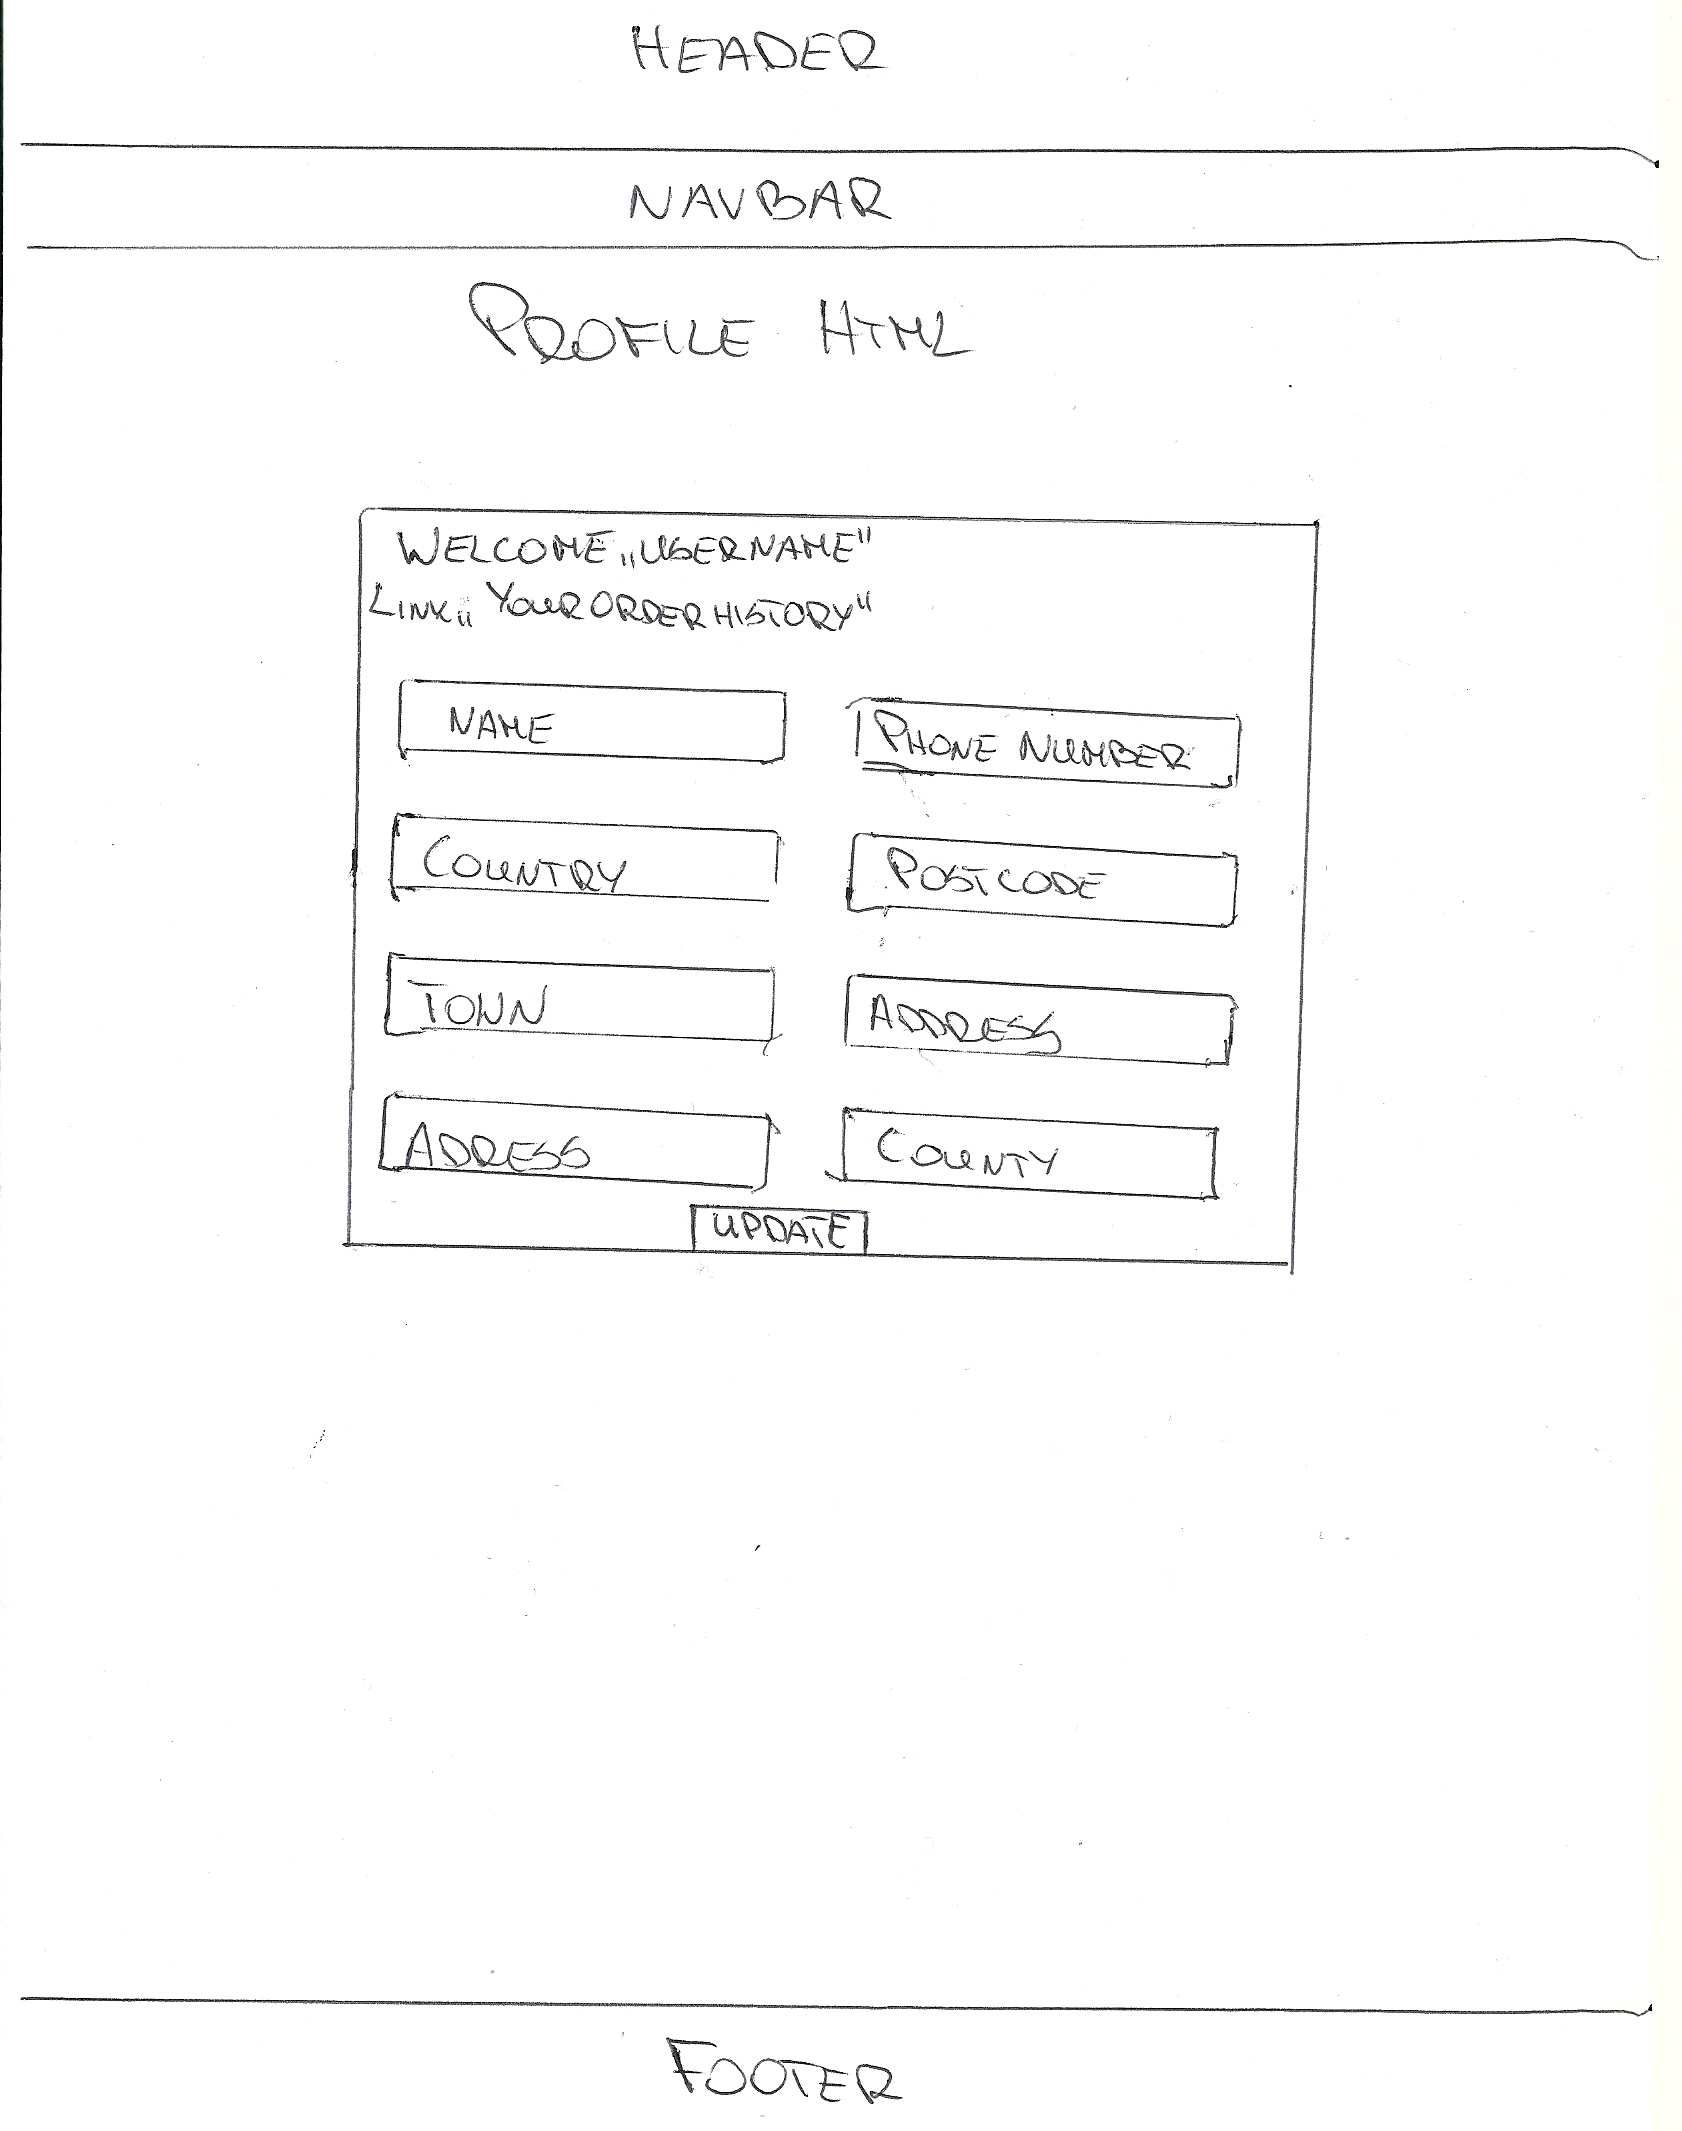 HEADER
NAVBAR
PROFILE HTML
WELCOME „USERNAME"
LINK „YOUR ORDER HISTORY"
NAME
PHONE NUMBER
COUNTRY
POSTCODE
TOWN
ADDRESS
ADRESS
COUNTY
UPDATE
FOOTER